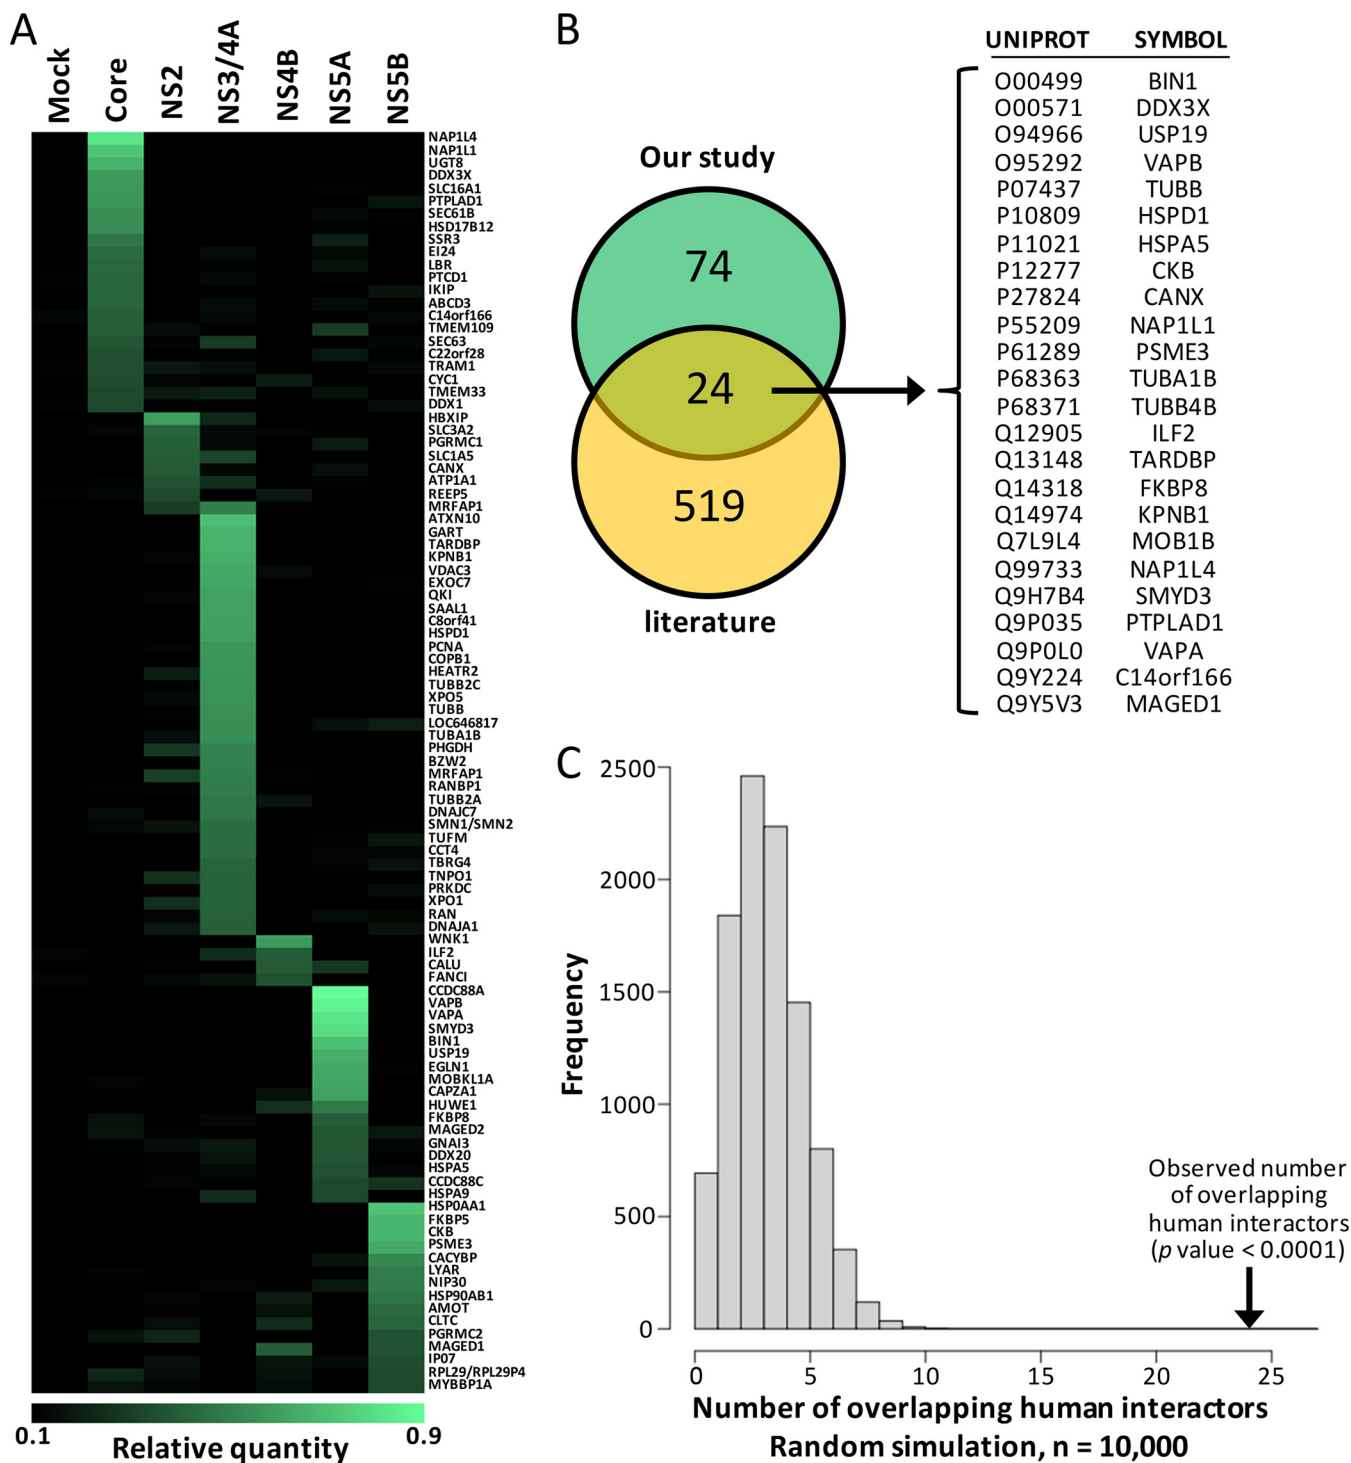 A
Mock
Core
NS2
NS3/4A
NS4B
NS5A
NS5B
NAP1L4
NAP1L1
UGT8
DDX3X
SLC16A1
PTPLAD1
SEC61B
HSD17B12
SSR3
EI24
LBR
PTCD1
IKIP
ABCD3
C14orf166
TMEM109
SEC63
C22orf28
TRAM1
CYC1
TMEM33
DDX1
HBXIP
SLC3A2
PGRMC1
SLC1A5
CANX
ATP1A1
REEP5
MRFAP1
ATXN10
GART
TARDBP
KPNB1
VDAC3
EXOC7
QKI
SAAL1
C8orf41
HSPD1
PCNA
COPB1
HEATR2
TUBB2C
XPO5
TUBB
LOC646817
TUBA1B
PHGDH
BZW2
MRFAP1
RANBP1
TUBB2A
DNAJC7
SMN1/SMN2
TUFM
CCT4
TBRG4
TNPO1
PRKDC
XPO1
RAN
DNAJA1
WNK1
ILF2
CALU
FANCI
CCDC88A
VAPB
VAPA
SMYD3
BIN1
USP19
EGLN1
MOBKL1A
CAPZA1
HUWE1
FKBP8
MAGED2
GNAI3
DDX20
HSPA5
CCDC88C
HSPA9
HSP0AA1
FKBP5
CKB
PSME3
CACYBP
LYAR
NIP30
HSP90AB1
AMOT
CLTC
PGRMC2
MAGED1
IP07
RPL29/RPL29P4
MYBBP1A
0.1 0.9
Relative quantity
B
Our study
74
24
519
literature
UNIPROT SYMBOL
O00499 BIN1
O00571 DDX3X
O94966 USP19
O95292 VAPB
P07437 TUBB
P10809 HSPD1
P11021 HSPA5
P12277 CKB
P27824 CANX
P55209 NAP1L1
P61289 PSME3
P68363 TUBA1B
P68371 TUBB4B
Q12905 ILF2
Q13148 TARDBP
Q14318 FKBP8
Q14974 KPNB1
Q7L9L4 MOB1B
Q99733 NAP1L4
Q9H7B4 SMYD3
Q9P035 PTPLAD1
Q9P0L0 VAPA
Q9Y224 C14orf166
Q9Y5V3 MAGED1
C
Frequency
2500
2000
1500
1000
500
0
Observed number
of overlapping
human interactors
(p value < 0.0001)
0 5 10 15 20 25
Number of overlapping human interactors
Random simulation, n = 10,000